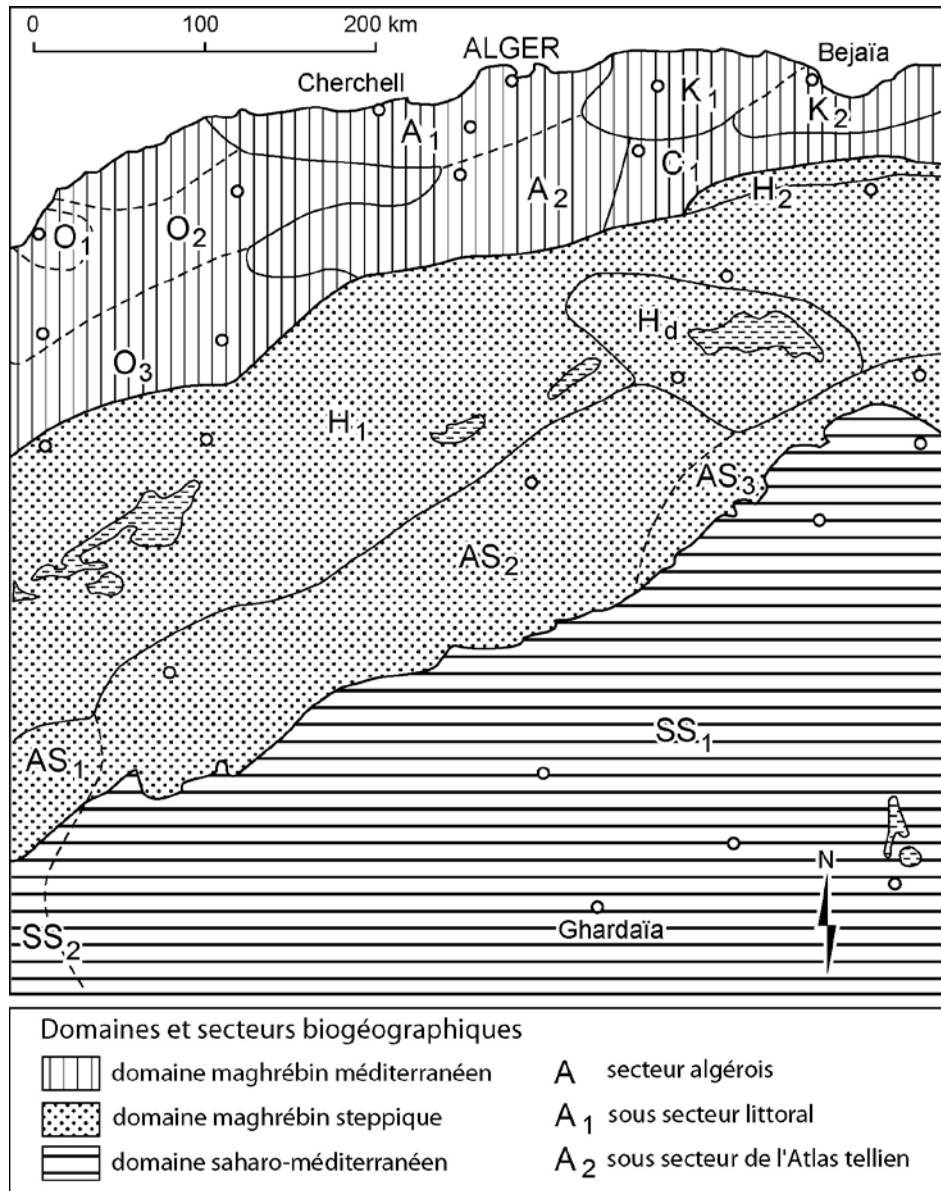 0 100 200 km
ALGER
Bejaïa
Cherchell
K₁
K₂
A₁
C₁
A₂
H₂
O₁
O₂
H_d
O₃
H₁
AS₃
AS₂
SS₁
AS₁
N
Ghardaïa
SS₂
Domaines et secteurs biogéographiques
domaine maghrébin méditerranéen
A secteur algérois
domaine maghrébin steppique
A₁ sous secteur littoral
domaine saharo-méditerranéen
A₂ sous secteur de l'Atlas tellien